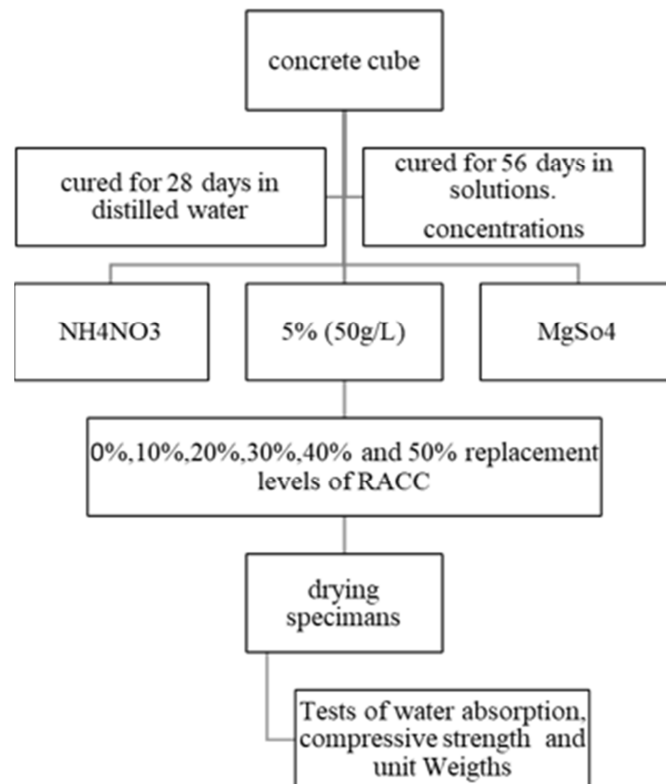 concrete cube
cured for 28 days in
distilled water
cured for 56 days in
solutions.
concentrations
NH4NO3
5% (50g/L)
MgSo4
0%,10%,20%,30%,40% and 50% replacement
levels of RACC
drying
specimans
Tests of water absorption,
compressive strength and
unit Weigths